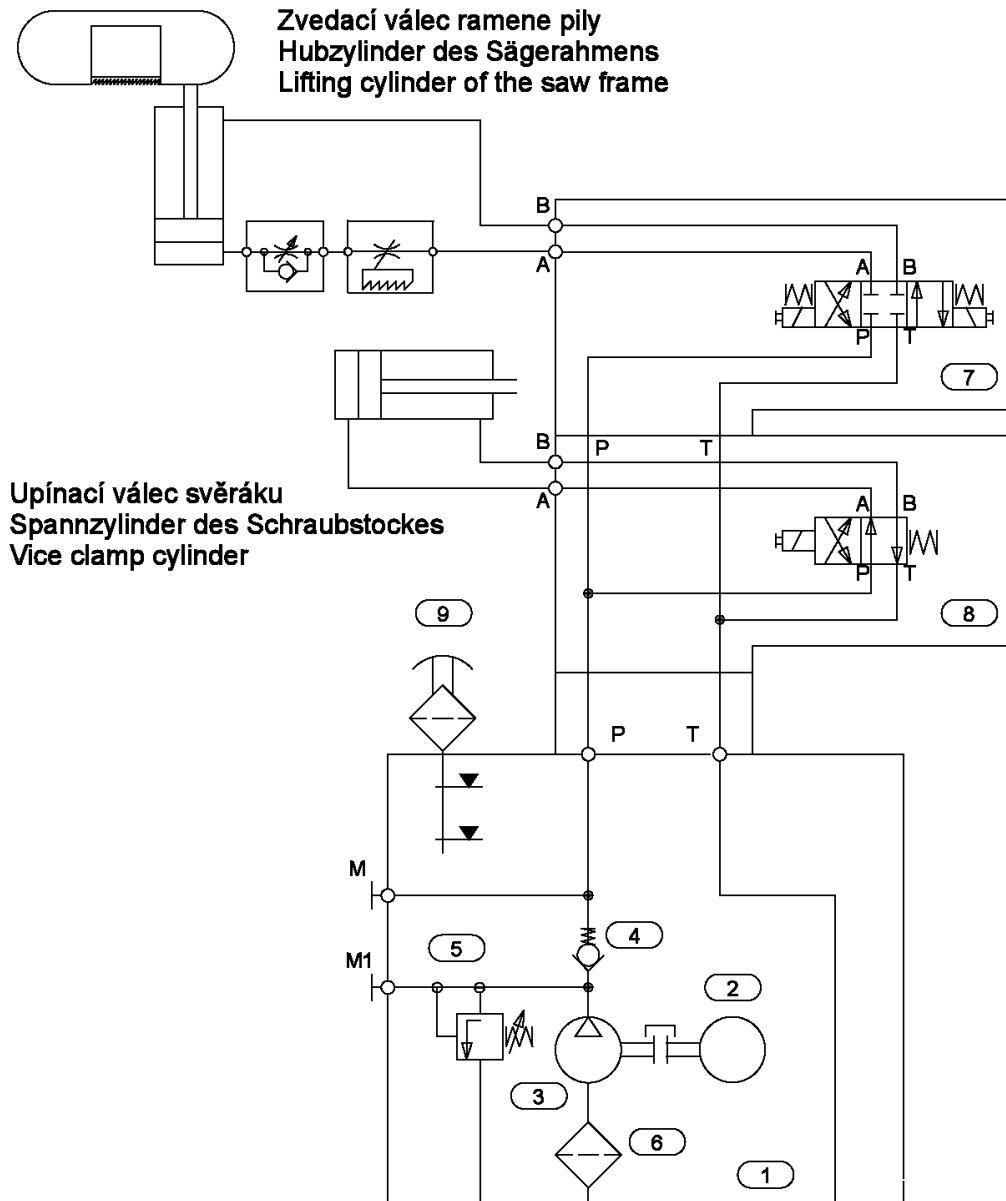 Zvedací válec ramene pily
Hubzylinder des Sägerahmens
Lifting cylinder of the saw frame
B
A
A B
P T
7
B P T
A
A B
P T
8
Upínací válec svěráku
Spannzylinder des Schraubstockes
Vice clamp cylinder
9
P T
M
4
5
M1
2
3
6
1